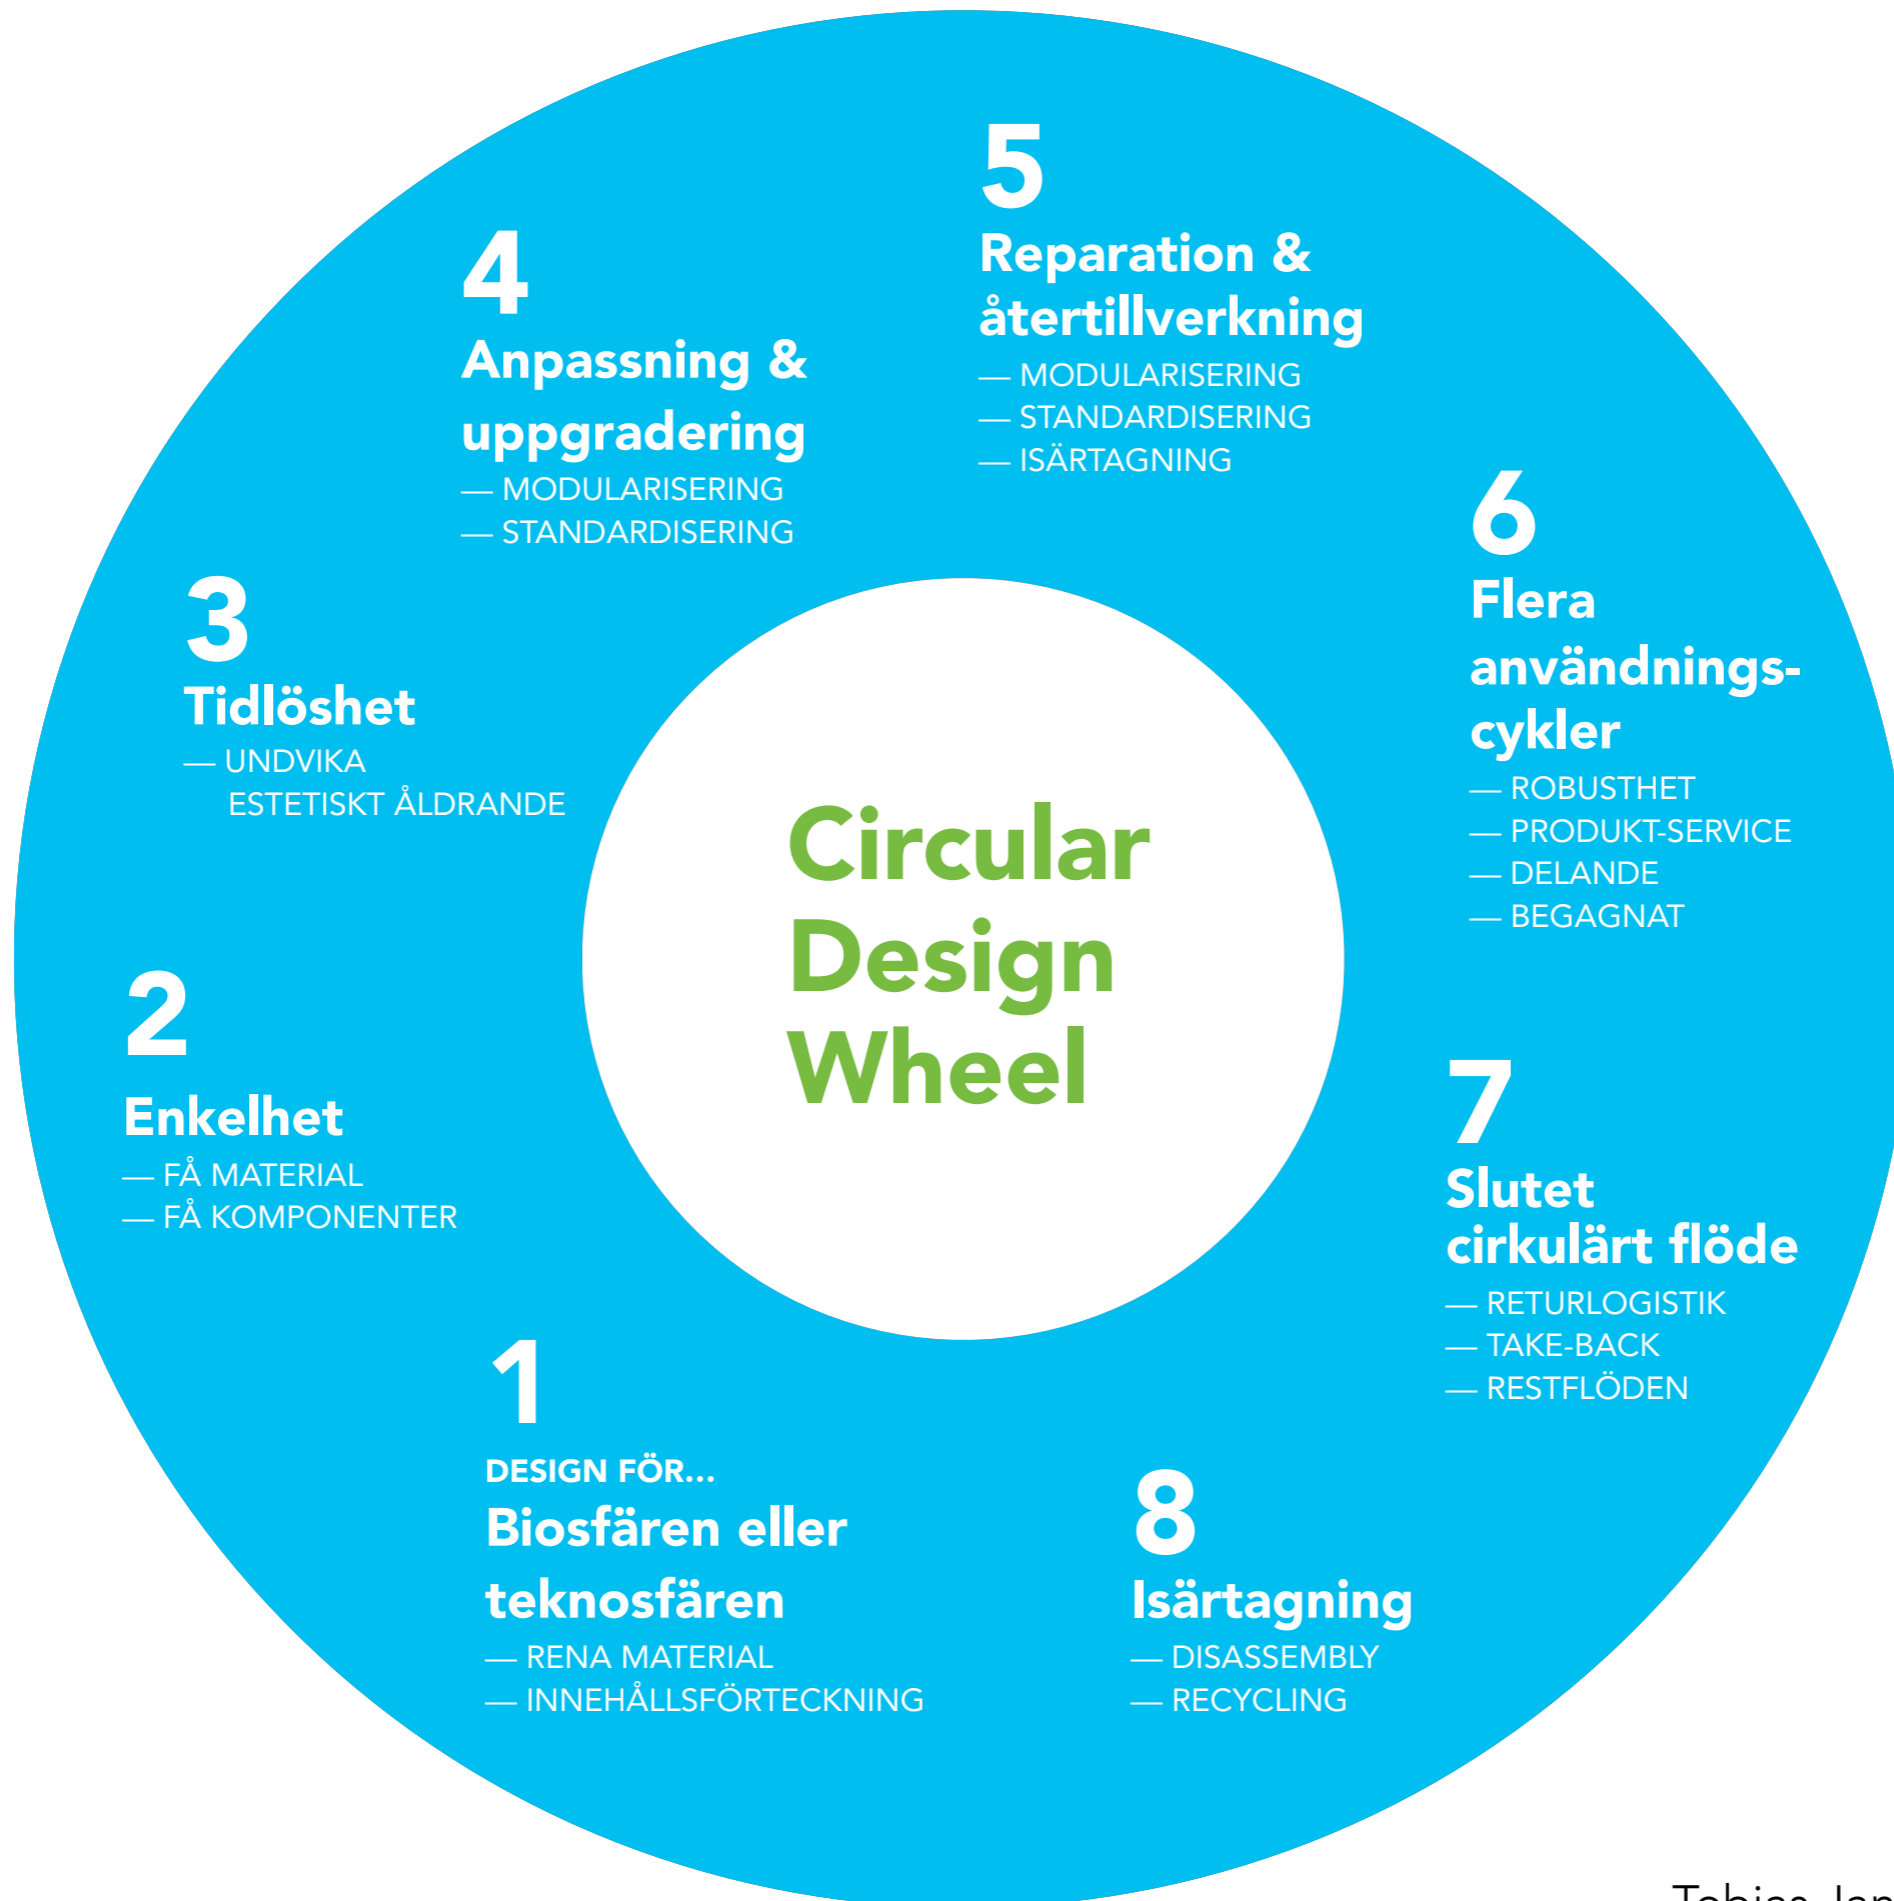 Circular
Design
Wheel
1
DESIGN FÖR...
Biosfären eller
teknosfären
— RENA MATERIAL
— INNEHÅLLSFÖRTECKNING
2
Enkelhet
— FÅ MATERIAL
— FÅ KOMPONENTER
3
Tidlöshet
— UNDVIKA
ESTETISKT ÅLDRANDE
4
Anpassning &
uppgradering
— MODULARISERING
— STANDARDISERING
5
Reparation &
återtillverkning
— MODULARISERING
— STANDARDISERING
— ISÄRTAGNING
6
Flera
användnings-
cykler
— ROBUSTHET
— PRODUKT-SERVICE
— DELANDE
— BEGAGNAT
7
Slutet
cirkulärt flöde
— RETURLOGISTIK
— TAKE-BACK
— RESTFLÖDEN
8
Isärtagning
— DISASSEMBLY
— RECYCLING
Tobias